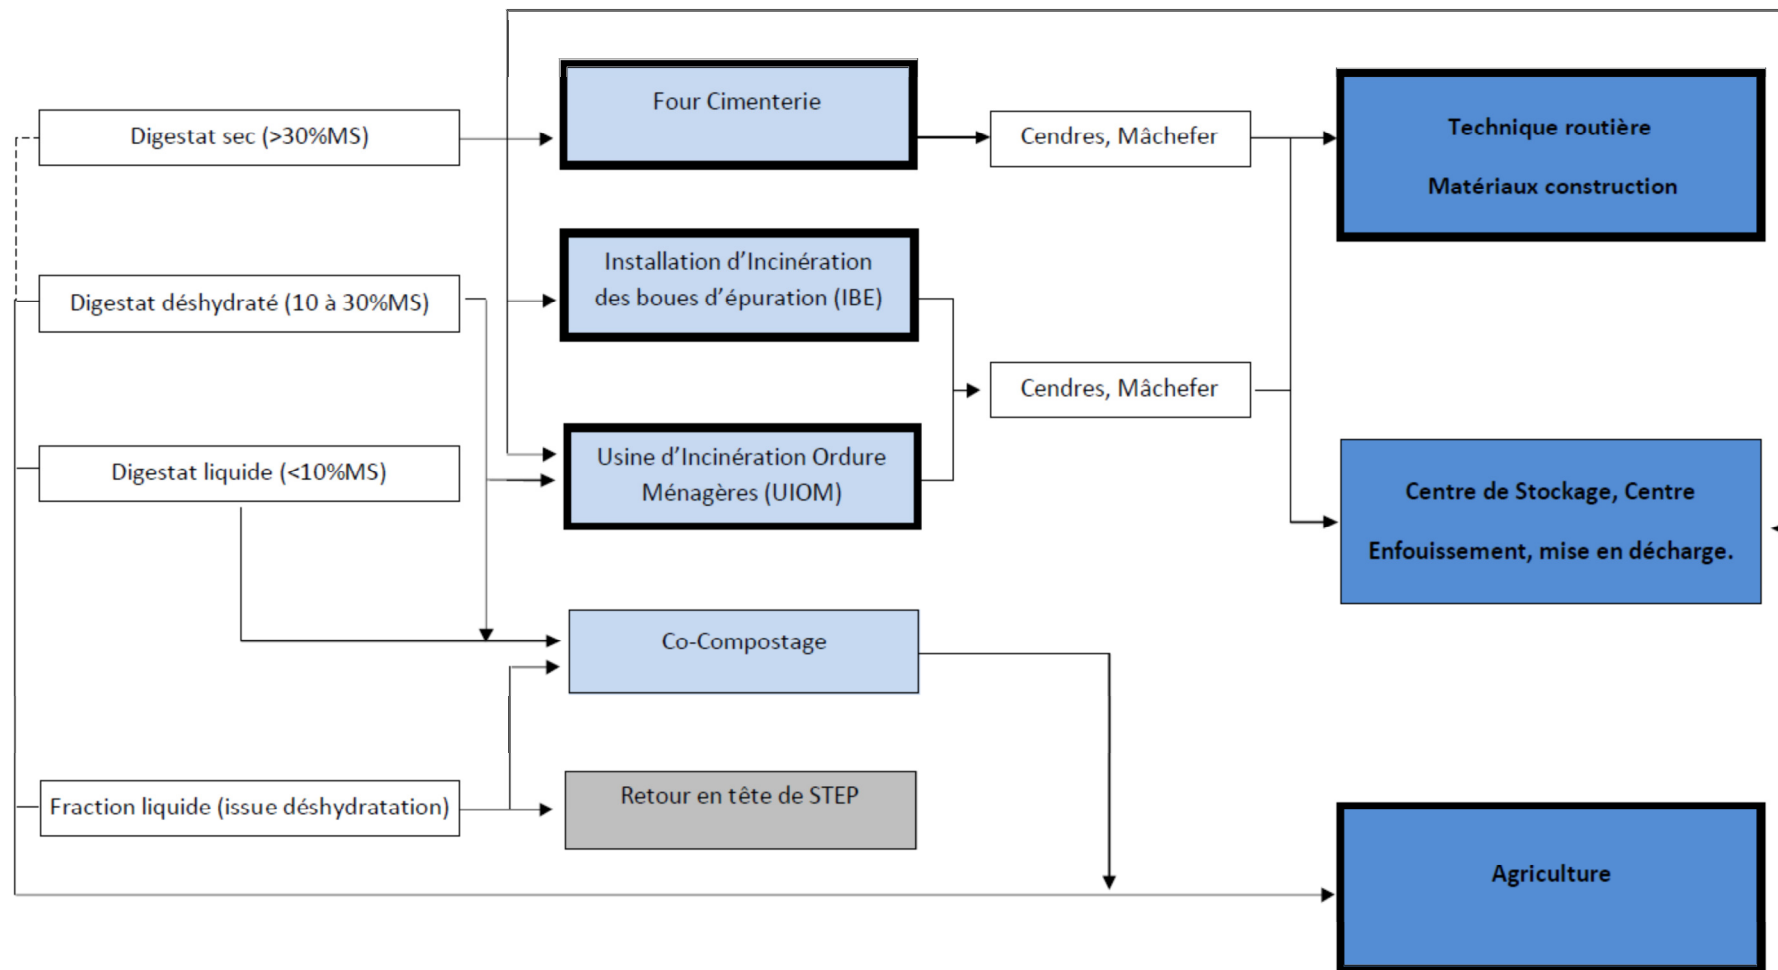 Four Cimenterie
Digestat sec (>30%MS)
Cendres, Mâchefer
Technique routière
Matériaux construction
Installation d’Incinération
des boues d’épuration (IBE)
Digestat déshydraté (10 à 30%MS)
Cendres, Mâchefer
Digestat liquide (<10%MS)
Usine d’Incinération Ordure
Ménagères (UIOM)
Centre de Stockage, Centre
Enfouissement, mise en décharge.
Co-Compostage
Fraction liquide (issue déshydratation)
Retour en tête de STEP
Agriculture